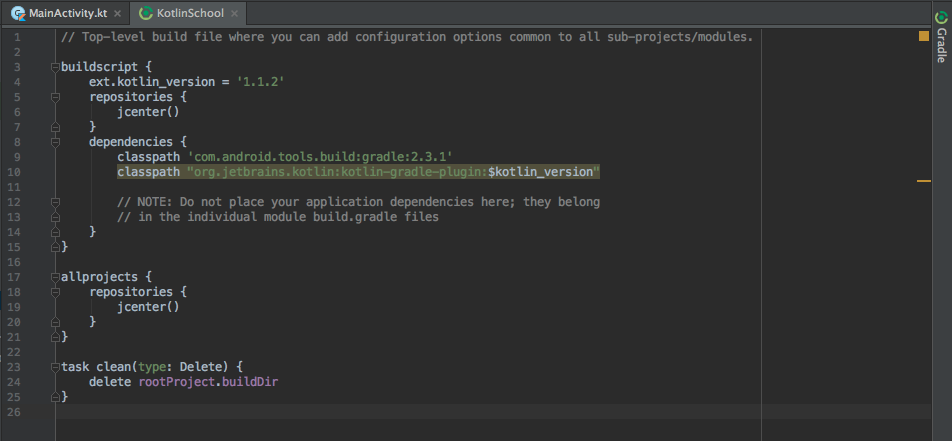 MainActivity.kt
KotlinSchool
1 // Top-level build file where you can add configuration options common to all sub-projects/modules.
2
3 buildscript {
4 ext.kotlin_version = '1.1.2'
5 repositories {
6 jcenter()
7 }
8 dependencies {
9 classpath 'com.android.tools.build:gradle:2.3.1'
10 classpath "org.jetbrains.kotlin:kotlin-gradle-plugin:$kotlin_version"
11
12 // NOTE: Do not place your application dependencies here; they belong
13 // in the individual module build.gradle files
14 }
15 }
16
17 allprojects {
18 repositories {
19 jcenter()
20 }
21 }
22
23 task clean(type: Delete) {
24 delete rootProject.buildDir
25 }
26
Gradle